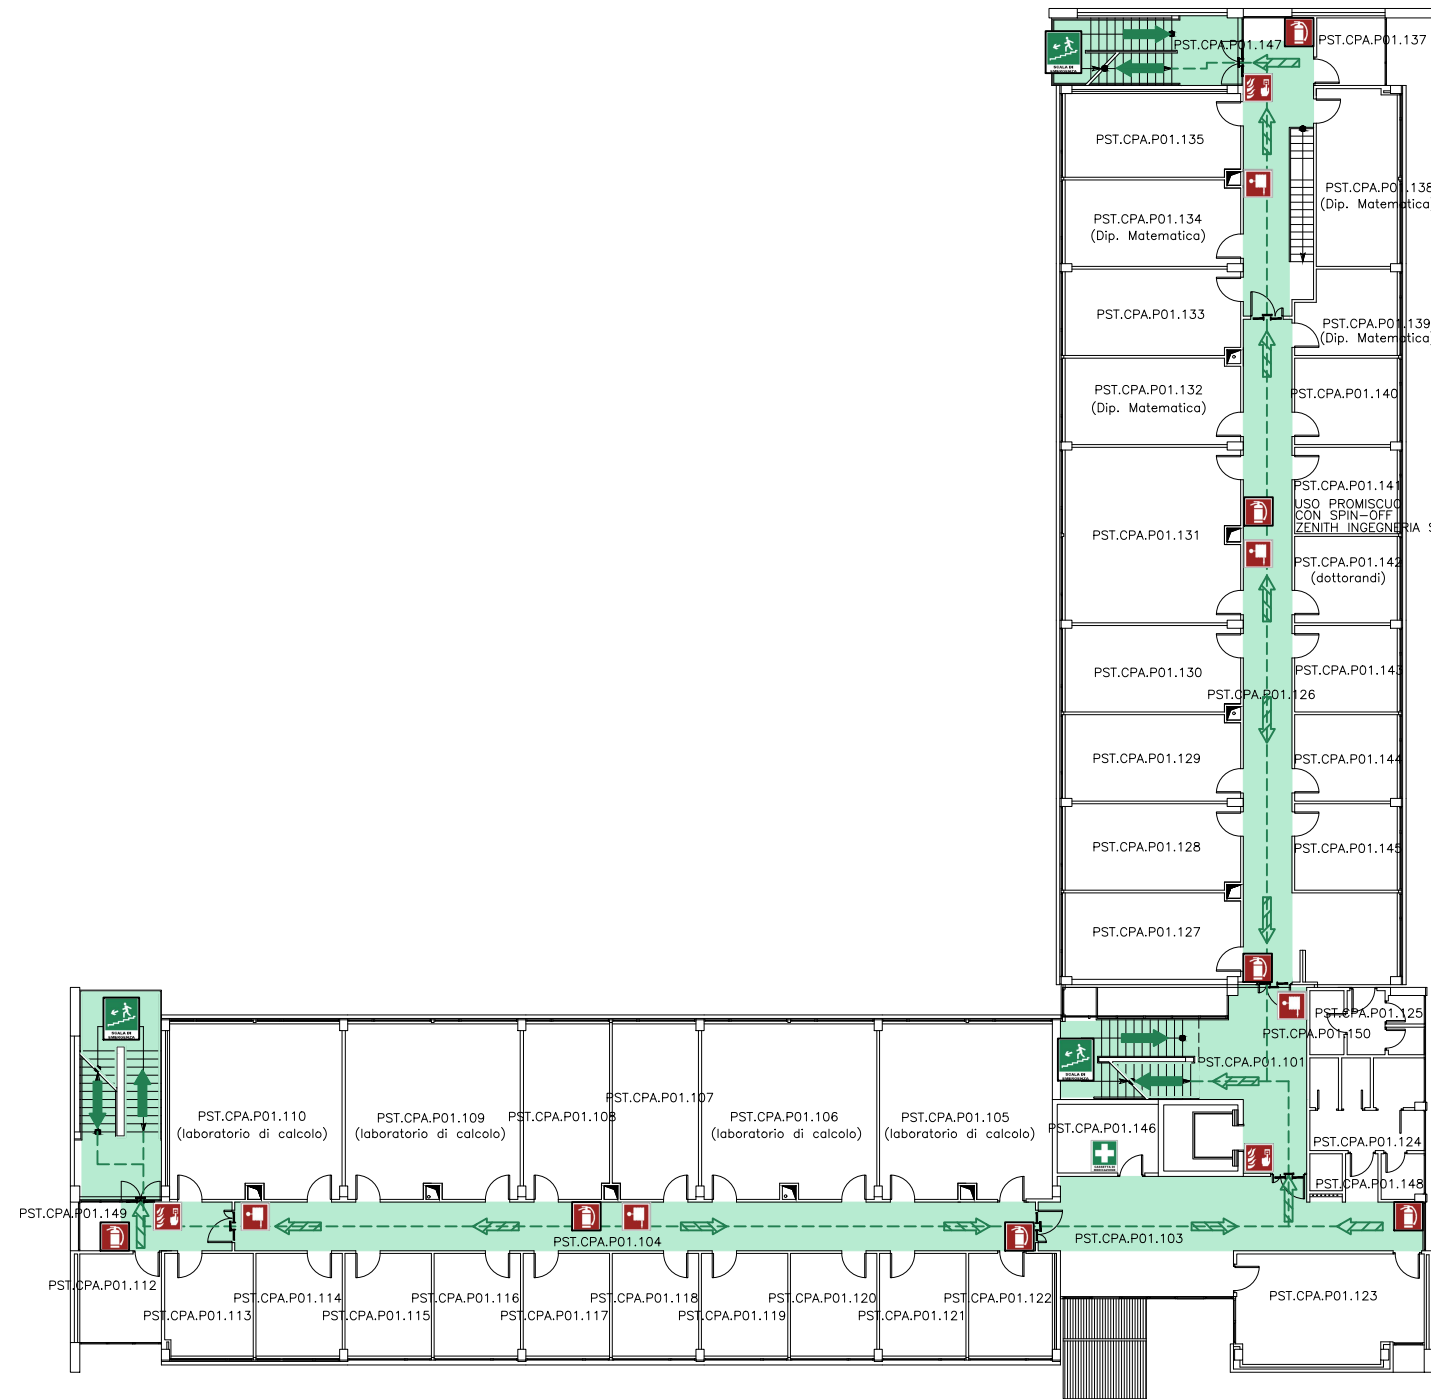 PST.CPA.P01.147
PST.CPA.P01.137
SCALA DI
EMERGENZA
PST.CPA.P01.135
PST.CPA.P01.138
(Dip. Matematica
PST.CPA.P01.134
(Dip. Matematica)
PST.CPA.P01.133
PST.CPA.P01.139
(Dip. Matematica)
PST.CPA.P01.132
(Dip. Matematica)
PST.CPA.P01.140
PST.CPA.P01.141
USO PROMISCUO
CON SPIN-OFF
ZENITH INGEGNERIA S
PST.CPA.P01.131
PST.CPA.P01.142
(dottorandi)
PST.CPA.P01.130
PST.CPA.P01.143
PST.CPA.P01.126
PST.CPA.P01.129
PST.CPA.P01.144
PST.CPA.P01.128
PST.CPA.P01.145
PST.CPA.P01.127
SCALA DI
EMERGENZA
PST.CPA.P01.125
PST.CPA.P01.150
PST.CPA.P01.101
SCALA DI
EMERGENZA
PST.CPA.P01.110
(laboratorio di calcolo)
PST.CPA.P01.109
(laboratorio di calcolo)
PST.CPA.P01.108
PST.CPA.P01.107
PST.CPA.P01.106
(laboratorio di calcolo)
PST.CPA.P01.105
(laboratorio di calcolo)
PST.CPA.P01.146
PST.CPA.P01.124
PST.CPA.P01.148
PST.CPA.P01.149
PST.CPA.P01.104
PST.CPA.P01.103
PST.CPA.P01.112
PST.CPA.P01.113
PST.CPA.P01.114
PST.CPA.P01.115
PST.CPA.P01.116
PST.CPA.P01.117
PST.CPA.P01.118
PST.CPA.P01.119
PST.CPA.P01.120
PST.CPA.P01.121
PST.CPA.P01.122
PST.CPA.P01.123